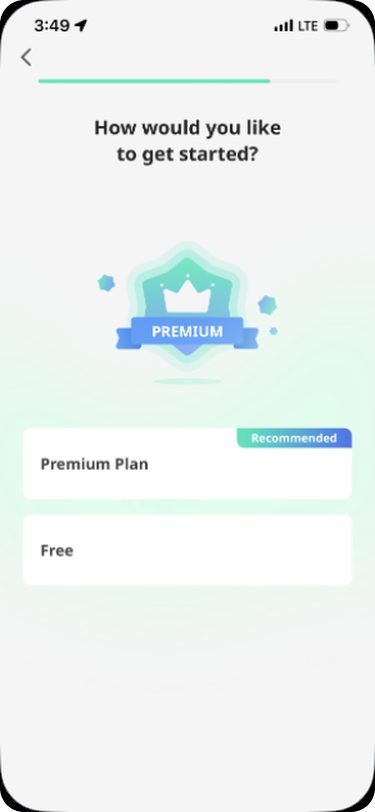 3:49 LTE
How would you like
to get started?
PREMIUM
Recommended
Premium Plan
Free